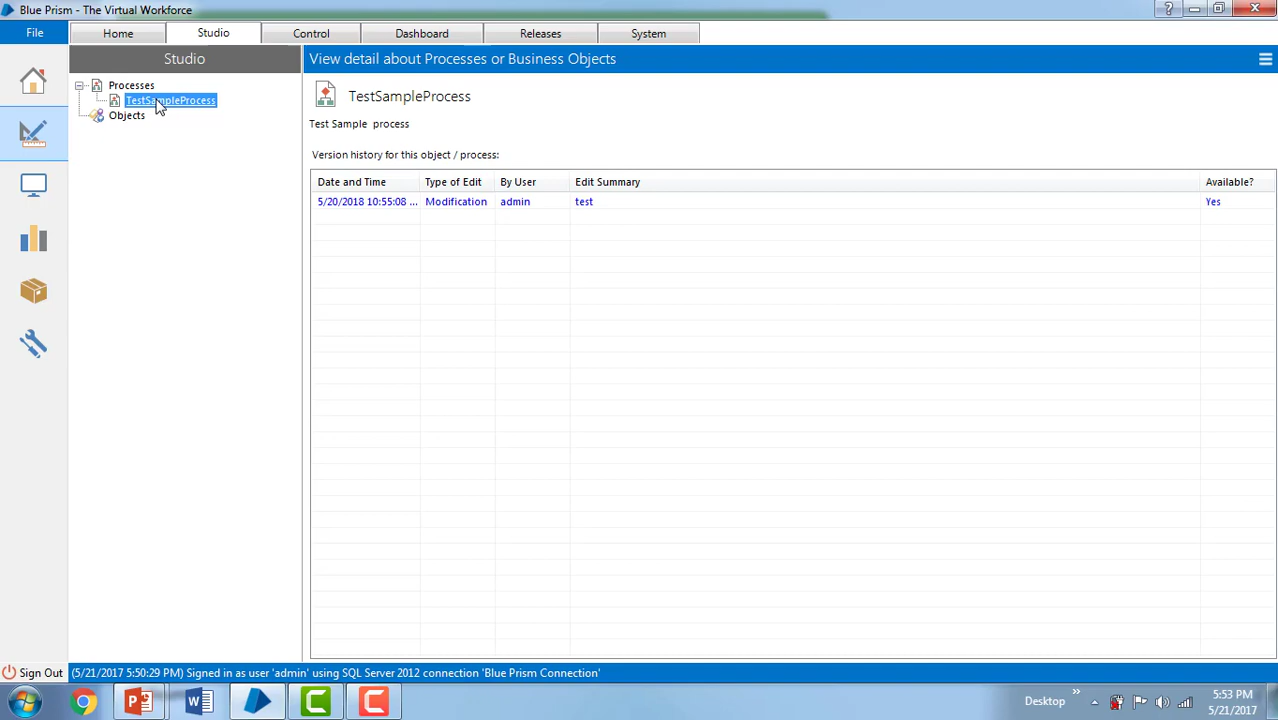 Blue Prism - The Virtual Workforce
File
Home
Studio
Control
Dashboard
Releases
System
Studio
View detail about Processes or Business Objects
Processes
TestSampleProcess
Objects
TestSampleProcess
Test Sample process
Version history for this object / process:
Date and Time Type of Edit By User Edit Summary Available?
5/20/2018 10:55:08 ... Modification admin test Yes
Sign Out
(5/21/2017 5:50:29 PM) Signed in as user 'admin' using SQL Server 2012 connection 'Blue Prism Connection'
Desktop
5:53 PM
5/21/2017